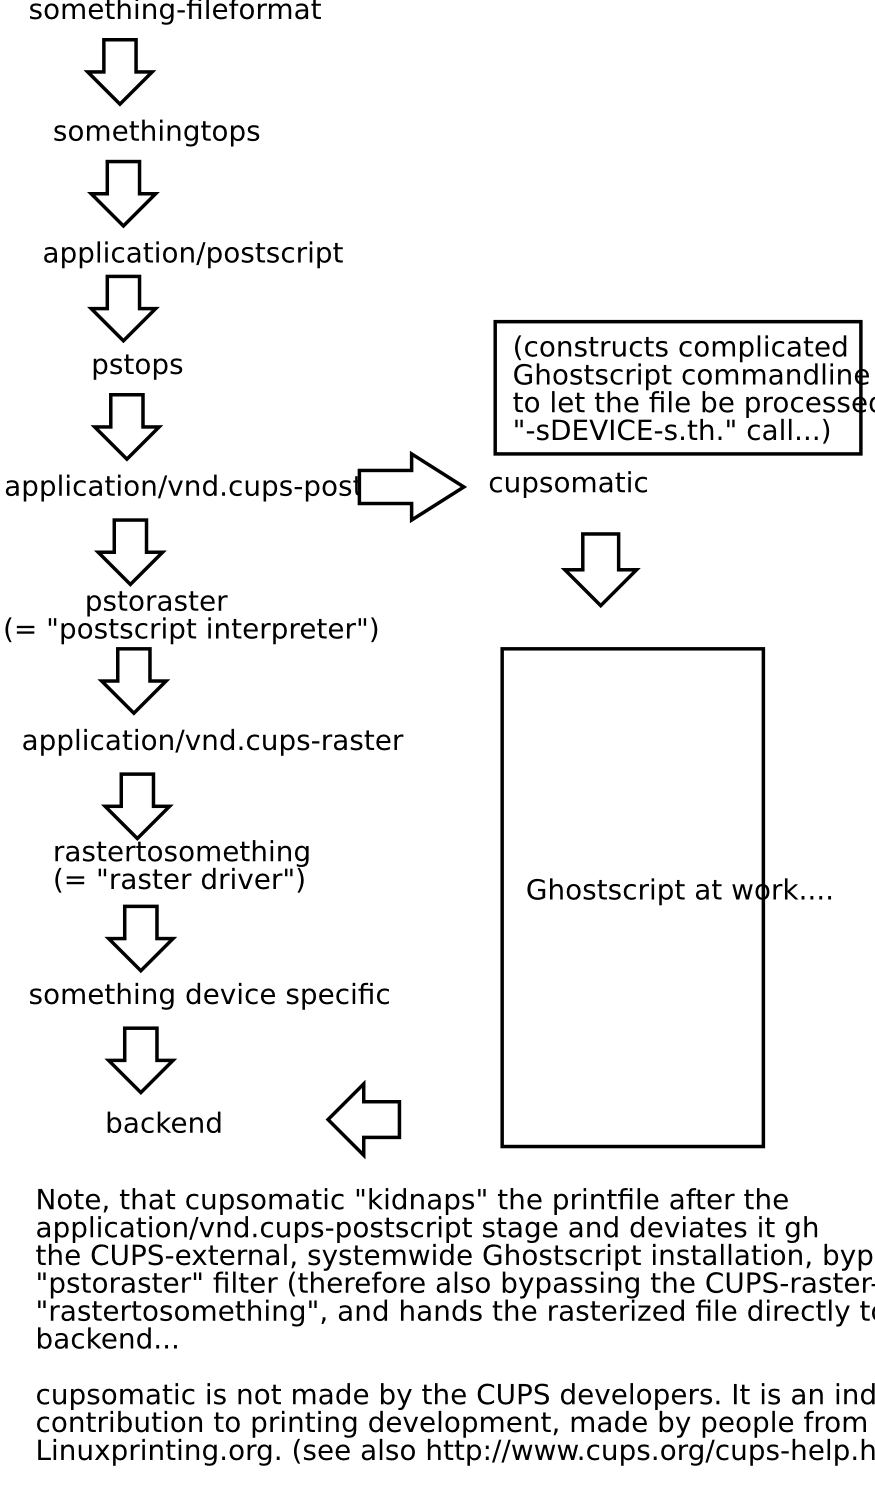 something-fileformat
somethingtops
application/postscript
pstops
(constructs complicated
Ghostscript commandline
to let the file be processed
"-sDEVICE-s.th." call...)
application/vnd.cups-post
cupsomatic
pstoraster
(= "postscript interpreter")
application/vnd.cups-raster
rastertosomething
(= "raster driver")
Ghostscript at work....
something device specific
backend
Note, that cupsomatic "kidnaps" the printfile after the
application/vnd.cups-postscript stage and deviates it gh
the CUPS-external, systemwide Ghostscript installation, byp
"pstoraster" filter (therefore also bypassing the CUPS-raster-
"rastertosomething", and hands the rasterized file directly to
backend...
cupsomatic is not made by the CUPS developers. It is an ind
contribution to printing development, made by people from
Linuxprinting.org. (see also http://www.cups.org/cups-help.h